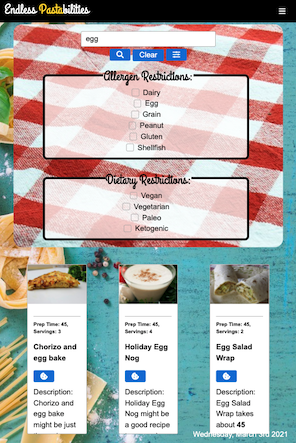 Endless Pastabilities
egg
Clear
Allergen Restrictions:
Dairy
Egg
Grain
Peanut
Gluten
Shellfish
Dietary Restrictions:
Vegan
Vegetarian
Paleo
Ketogenic
Prep Time: 45,
Servings: 3
Chorizo and
egg bake
Description:
Chorizo and
egg bake
might be just
Prep Time: 45,
Servings: 4
Holiday Egg
Nog
Description:
Holiday Egg
Nog might be
a good recipe
Prep Time: 45,
Servings: 2
Egg Salad
Wrap
Description:
Egg Salad
Wrap takes
about 45
Wednesday, March 3rd 2021